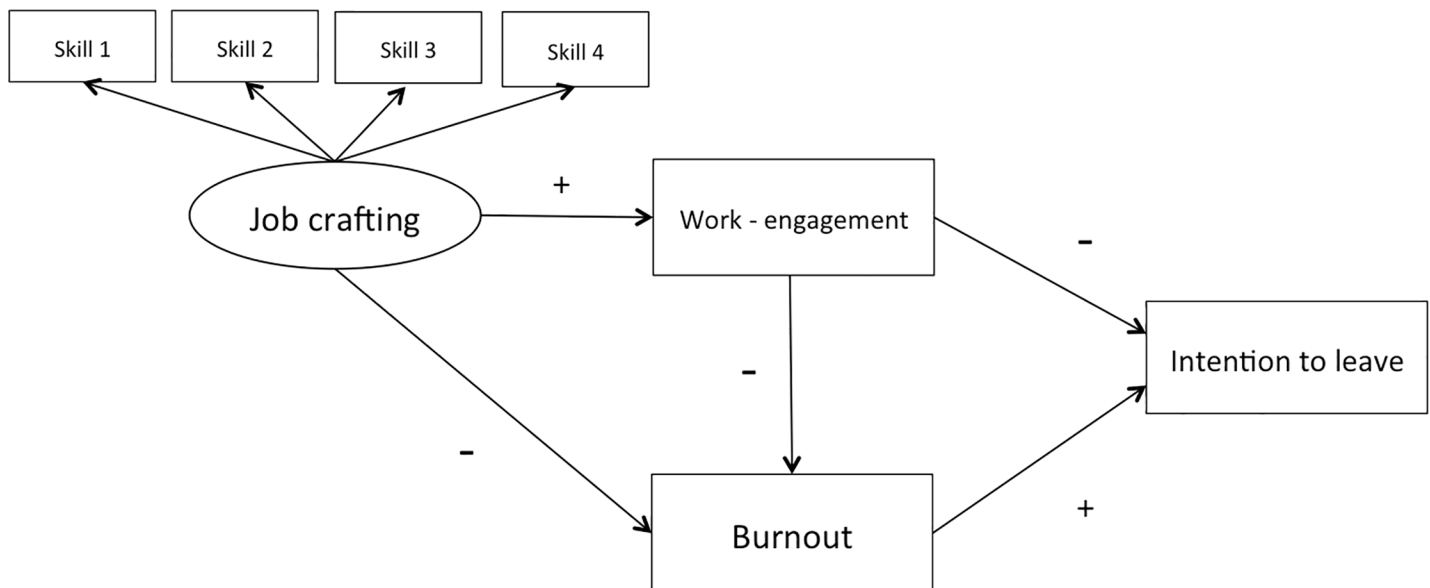 Skill 1
Skill 2
Skill 3
Skill 4
Job crafting
+
Work - engagement
-
-
Intention to leave
-
+
Burnout